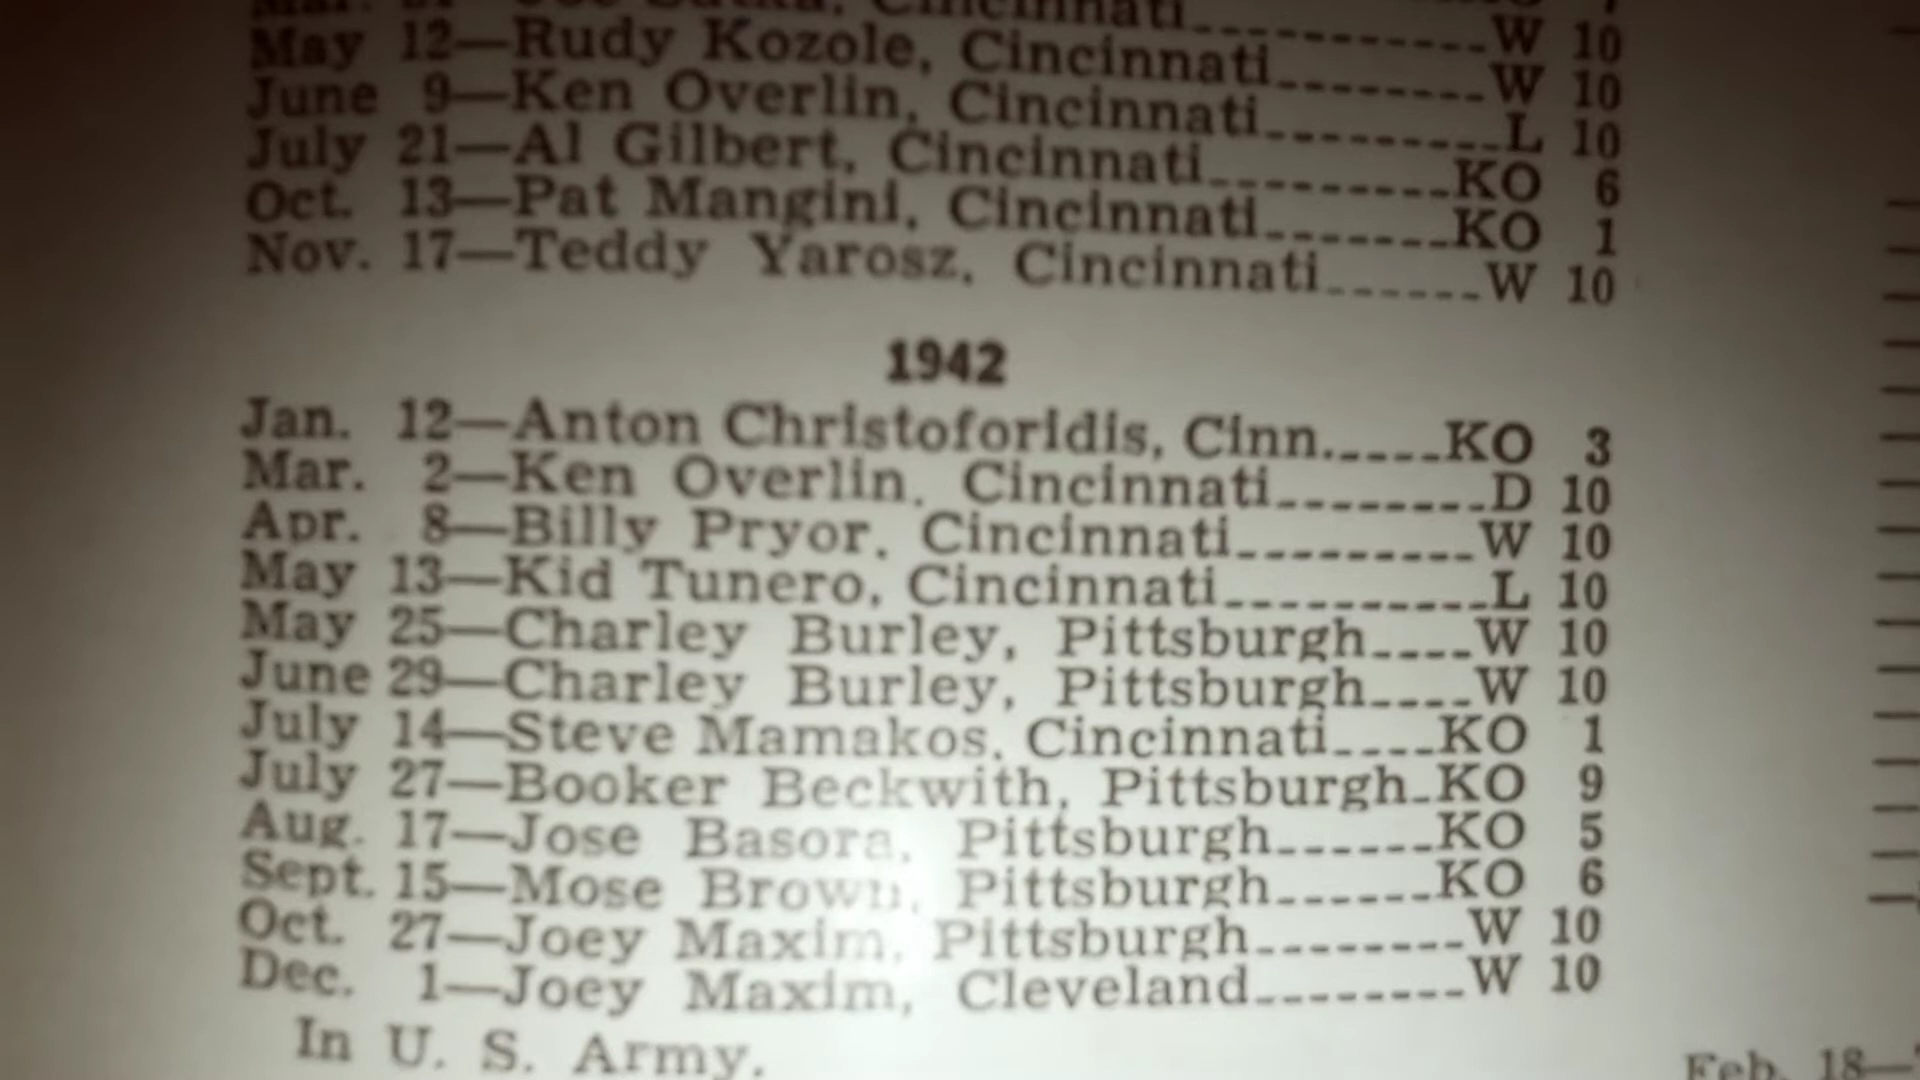 Cincinnati----------W 10
May 12—Rudy Kozole, Cincinnati--------W 10
June 9—Ken Overlin, Cincinnati--------L 10
July 21—Al Gilbert, Cincinnati---------KO 6
Oct. 13—Pat Mangini, Cincinnati-------KO 1
Nov. 17—Teddy Yarosz, Cincinnati------W 10
1942
Jan. 12—Anton Christoforidis, Cinn.----KO 3
Mar. 2—Ken Overlin, Cincinnati--------D 10
Apr. 8—Billy Pryor, Cincinnati---------W 10
May 13—Kid Tunero, Cincinnati----------L 10
May 25—Charley Burley, Pittsburgh----W 10
June 29—Charley Burley, Pittsburgh----W 10
July 14—Steve Mamakos, Cincinnati----KO 1
July 27—Booker Beckwith, Pittsburgh-KO 9
Aug. 17—Jose Basora, Pittsburgh------KO 5
Sept. 15—Mose Brown, Pittsburgh------KO 6
Oct. 27—Joey Maxim, Pittsburgh--------W 10
Dec. 1—Joey Maxim, Cleveland--------W 10
In U. S. Army.
Feb. 18—